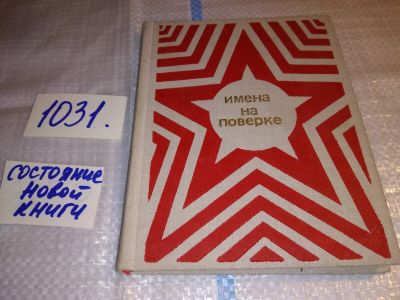 1031.
состояние
новой
книги
имена
на
поверке